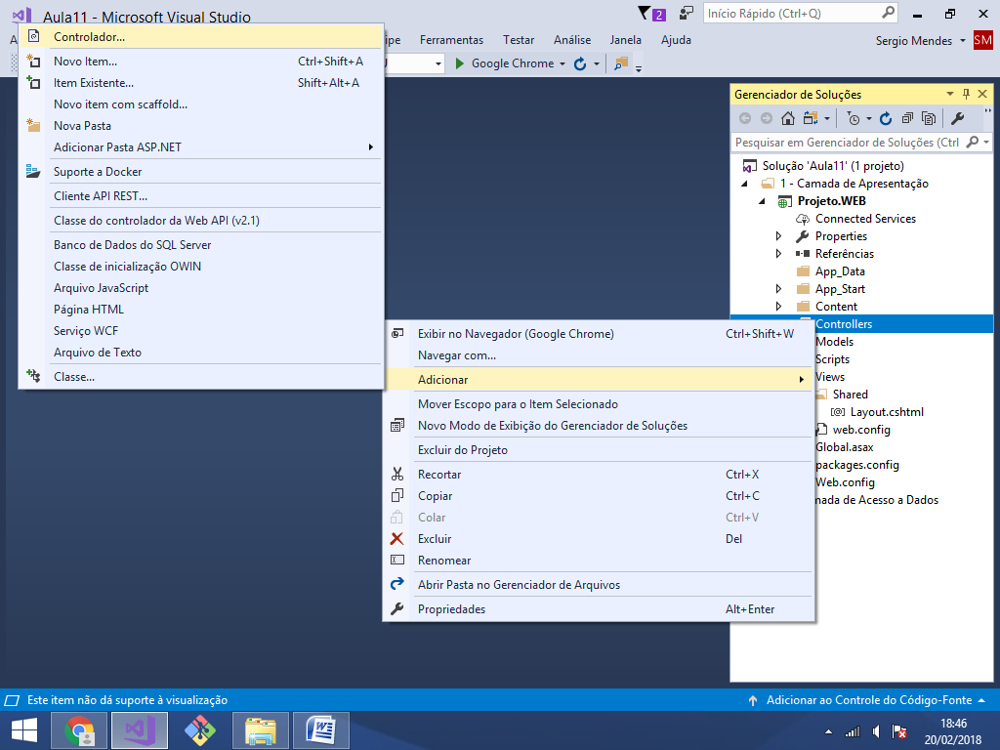 Aula11 - Microsoft Visual Studio
2
Início Rápido (Ctrl+Q)
Ferramentas
Testar
Análise
Janela
Ajuda
Sergio Mendes
SM
Google Chrome
Controlador...
Novo Item... Ctrl+Shift+A
Item Existente... Shift+Alt+A
Novo item com scaffold...
Nova Pasta
Adicionar Pasta ASP.NET
Suporte a Docker
Cliente API REST...
Classe do controlador da Web API (v2.1)
Banco de Dados do SQL Server
Classe de inicialização OWIN
Arquivo JavaScript
Página HTML
Serviço WCF
Arquivo de Texto
Classe...
Exibir no Navegador (Google Chrome) Ctrl+Shift+W
Navegar com...
Adicionar
Mover Escopo para o Item Selecionado
Novo Modo de Exibição do Gerenciador de Soluções
Excluir do Projeto
Recortar Ctrl+X
Copiar Ctrl+C
Colar Ctrl+V
Excluir Del
Renomear
Abrir Pasta no Gerenciador de Arquivos
Propriedades Alt+Enter
Gerenciador de Soluções
Pesquisar em Gerenciador de Soluções (Ctrl
Solução 'Aula11' (1 projeto)
1 - Camada de Apresentação
Projeto.WEB
Connected Services
Properties
Referências
App_Data
App_Start
Content
Controllers
Models
Scripts
Views
Shared
Layout.cshtml
web.config
Global.asax
packages.config
Web.config
mada de Acesso a Dados
Este item não dá suporte à visualização
Adicionar ao Controle do Código-Fonte
18:46
20/02/2018